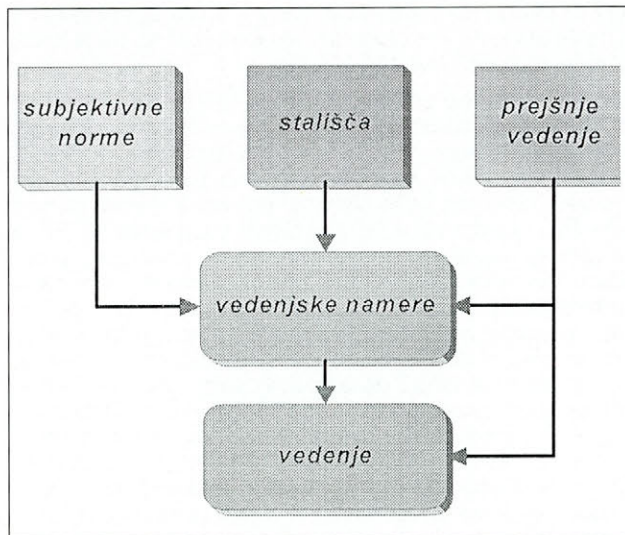 subjektivne
norme
stališča
prejšnje
vedenje
vedenjske namere
vedenje